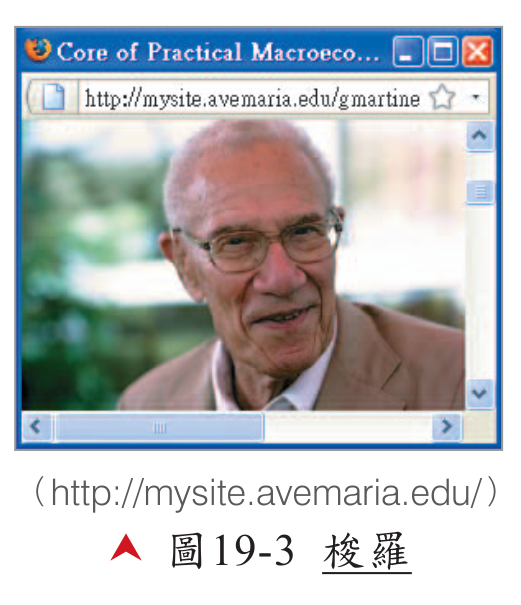 Core of Practical Macroeco...
http://mysite.avemaria.edu/gmartine
（http://mysite.avemaria.edu/）
圖19-3 梭羅